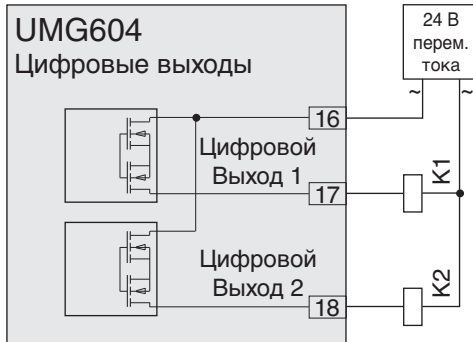 UMG604
Цифровые выходы
24 В
перем.
тока
~ ~
16
Цифровой
Выход 1
17
K1
Цифровой
Выход 2
18
K2